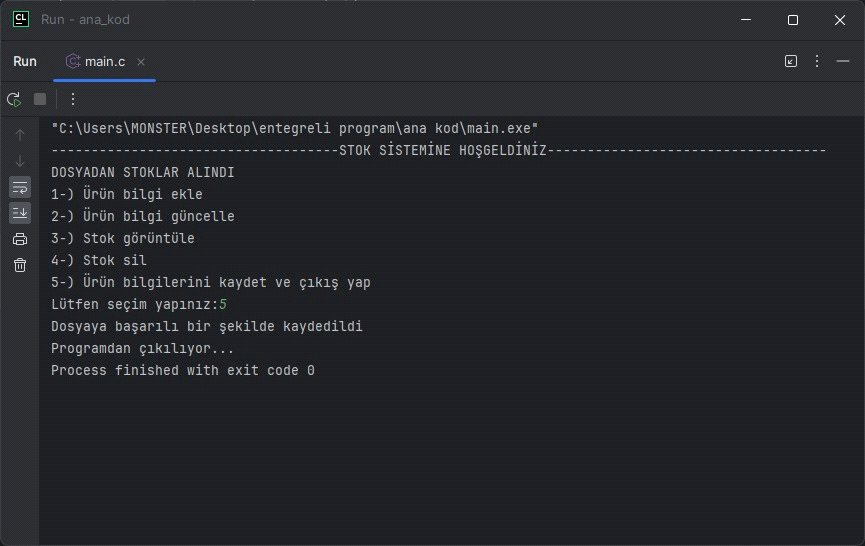 CL Run - ana_kod
Run main.c
"C:\Users\MONSTER\Desktop\entegreli program\ana kod\main.exe"
------------------------------------STOK SİSTEMİNE HOŞGELDİNİZ-----------------------------------
DOSYADAN STOKLAR ALINDI
1-) Ürün bilgi ekle
2-) Ürün bilgi güncelle
3-) Stok görüntüle
4-) Stok sil
5-) Ürün bilgilerini kaydet ve çıkış yap
Lütfen seçim yapınız:5
Dosyaya başarılı bir şekilde kaydedildi
Programdan çıkılıyor...
Process finished with exit code 0